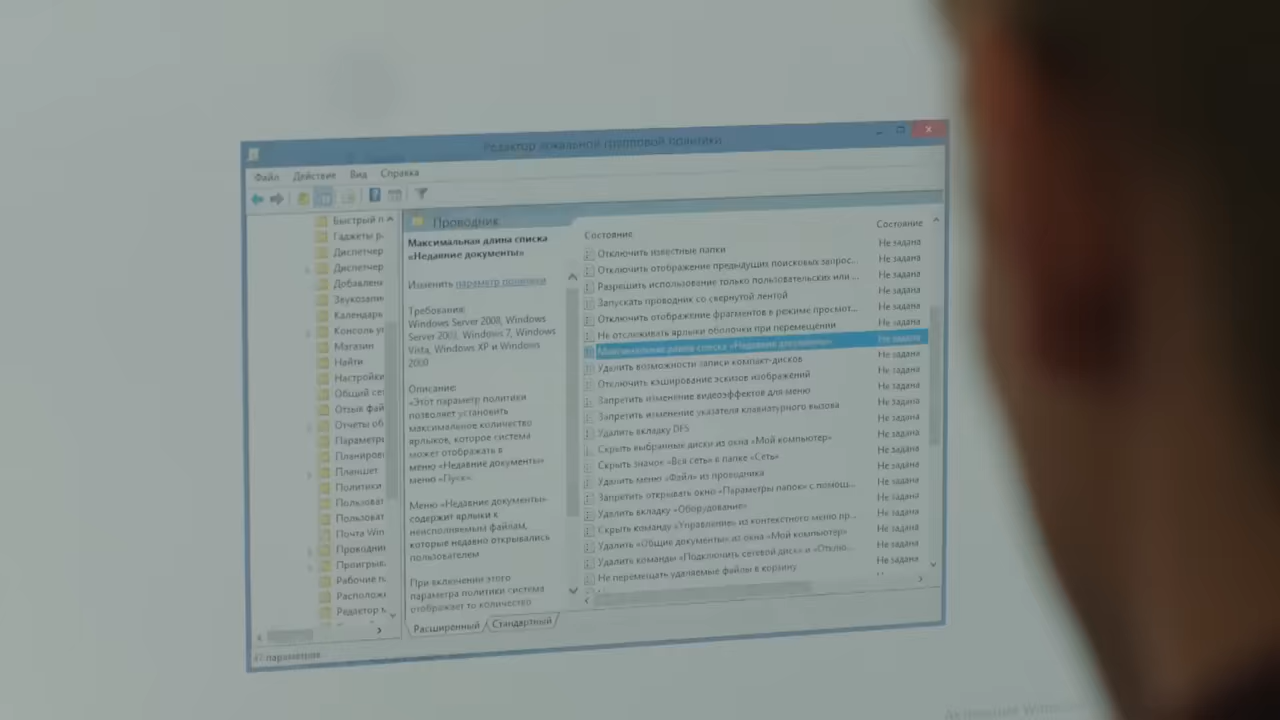 Редактор локальной групповой политики
Файл Действие Вид Справка
Быстрый п
Гаджеты р
Диспетчер
Диспетчер
Добавлен
Звукозапи
Календарь
Консоль уг
Магазин
Найти
Настройки
Общий се
Отзыв фай
Отчеты об
Параметрь
Планиров
Планшет
Политики
Пользоват
Пользоват
Почта Win
Проводни
Проигрыв
Рабочие г
Располож
Редактор м
Проводник
Максимальная длина списка
«Недавние документы»
Изменить параметр политики
Требования:
Windows Server 2008, Windows
Server 2003, Windows 7, Windows
Vista, Windows XP и Windows
2000
Описание:
«Этот параметр политики
позволяет установить
максимальное количество
ярлыков, которое система
может отображать в
меню «Недавние документы»
меню «Пуск».
Меню «Недавние документы»
содержит ярлыки к
неисполняемым файлам,
которые недавно открывались
пользователем
При включении этого
параметра политики система
отображает то количество
Состояние Состояние
Отключить известные папки Не задана
Отключить отображение предыдущих поисковых запрос... Не задана
Разрешить использование только пользовательских или ... Не задана
Запускать проводник со свернутой лентой Не задана
Отключить отображение фрагментов в режиме просмот... Не задана
Не отслеживать ярлыки оболочки при перемещении Не задана
Максимальная длина списка «Недавние документы» Не задана
Удалить возможности записи компакт-дисков Не задана
Отключить кэширование эскизов изображений Не задана
Запретить изменение видеоэффектов для меню Не задана
Запретить изменение указателя клавиатурного вызова Не задана
Удалить вкладку DFS Не задана
Скрыть выбранные диски из окна «Мой компьютер» Не задана
Скрыть значок «Вся сеть» в папке «Сеть» Не задана
Удалить меню «Файл» из проводника Не задана
Запретить открывать окно «Параметры папок» с помощ... Не задана
Удалить вкладку «Оборудование» Не задана
Скрыть команду «Управление» из контекстного меню пр... Не задана
Удалить «Общие документы» из окна «Мой компьютер» Не задана
Удалить команды «Подключить сетевой диск» и «Отклю... Не задана
Не перемещать удаляемые файлы в корзину Не задана
Расширенный Стандартный
параметров
Активация Windows